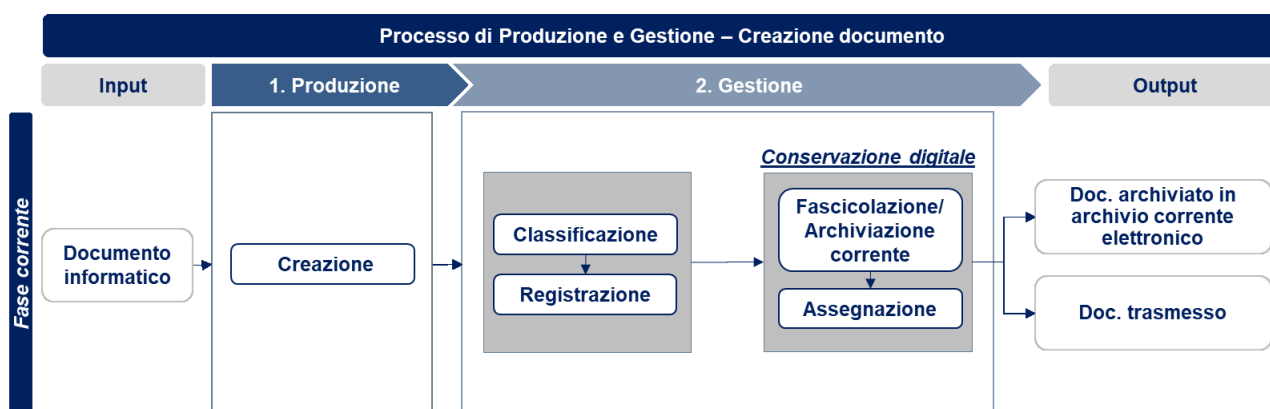 Processo di Produzione e Gestione – Creazione documento
Input
1. Produzione
2. Gestione
Output
Fase corrente
Documento
informatico
Creazione
Classificazione
Registrazione
Conservazione digitale
Fascicolazione/
Archiviazione
corrente
Assegnazione
Doc. archiviato in
archivio corrente
elettronico
Doc. trasmesso